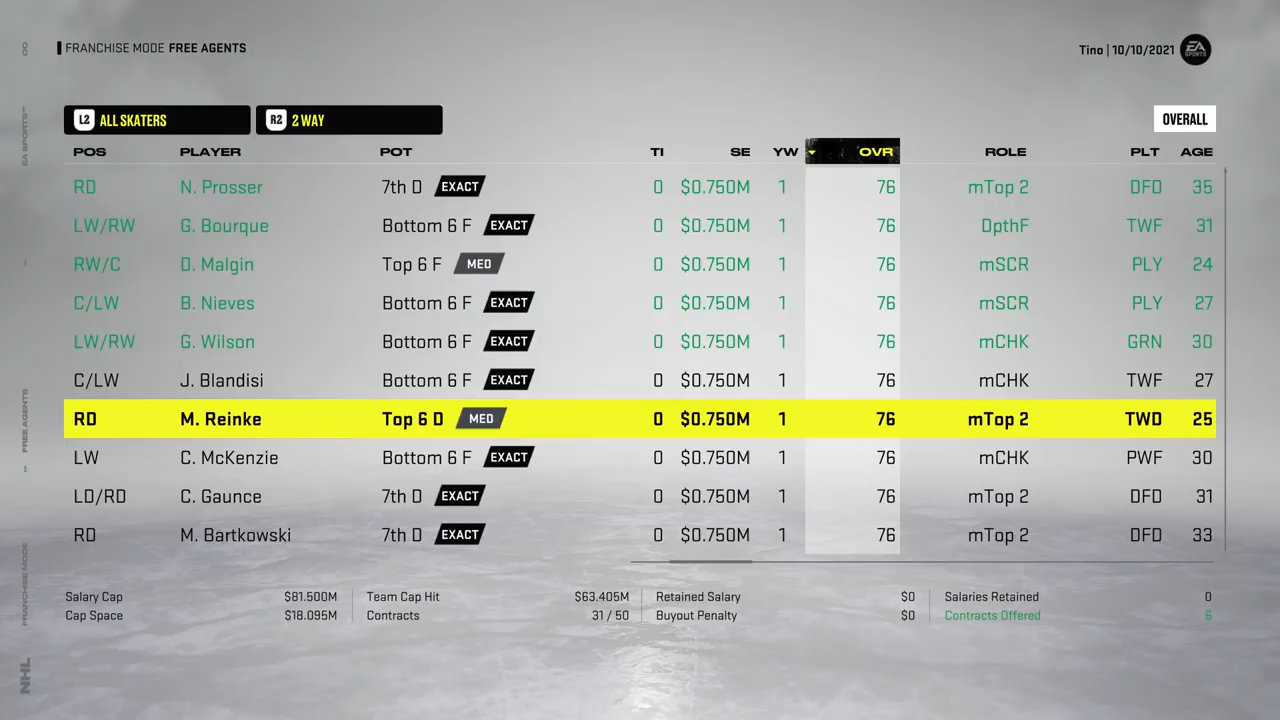 FRANCHISE MODE FREE AGENTS
Tino | 10/10/2021
EA SPORTS
L2 ALL SKATERS
R2 2 WAY
OVERALL
POS PLAYER POT TI SE YW OVR ROLE PLT AGE
RD N. Prosser 7th D EXACT 0 $0.750M 1 76 mTop 2 DFD 35
LW/RW G. Bourque Bottom 6 F EXACT 0 $0.750M 1 76 DpthF TWF 31
RW/C D. Malgin Top 6 F MED 0 $0.750M 1 76 mSCR PLY 24
C/LW B. Nieves Bottom 6 F EXACT 0 $0.750M 1 76 mSCR PLY 27
LW/RW G. Wilson Bottom 6 F EXACT 0 $0.750M 1 76 mCHK GRN 30
C/LW J. Blandisi Bottom 6 F EXACT 0 $0.750M 1 76 mCHK TWF 27
RD M. Reinke Top 6 D MED 0 $0.750M 1 76 mTop 2 TWD 25
LW C. McKenzie Bottom 6 F EXACT 0 $0.750M 1 76 mCHK PWF 30
LD/RD C. Gaunce 7th D EXACT 0 $0.750M 1 76 mTop 2 DFD 31
RD M. Bartkowski 7th D EXACT 0 $0.750M 1 76 mTop 2 DFD 33
Salary Cap $81.500M Team Cap Hit $63.405M Retained Salary $0 Salaries Retained 0
Cap Space $18.095M Contracts 31 / 50 Buyout Penalty $0 Contracts Offered 6
EA SPORTS™
FREE AGENTS
FRANCHISE MODE
NHL